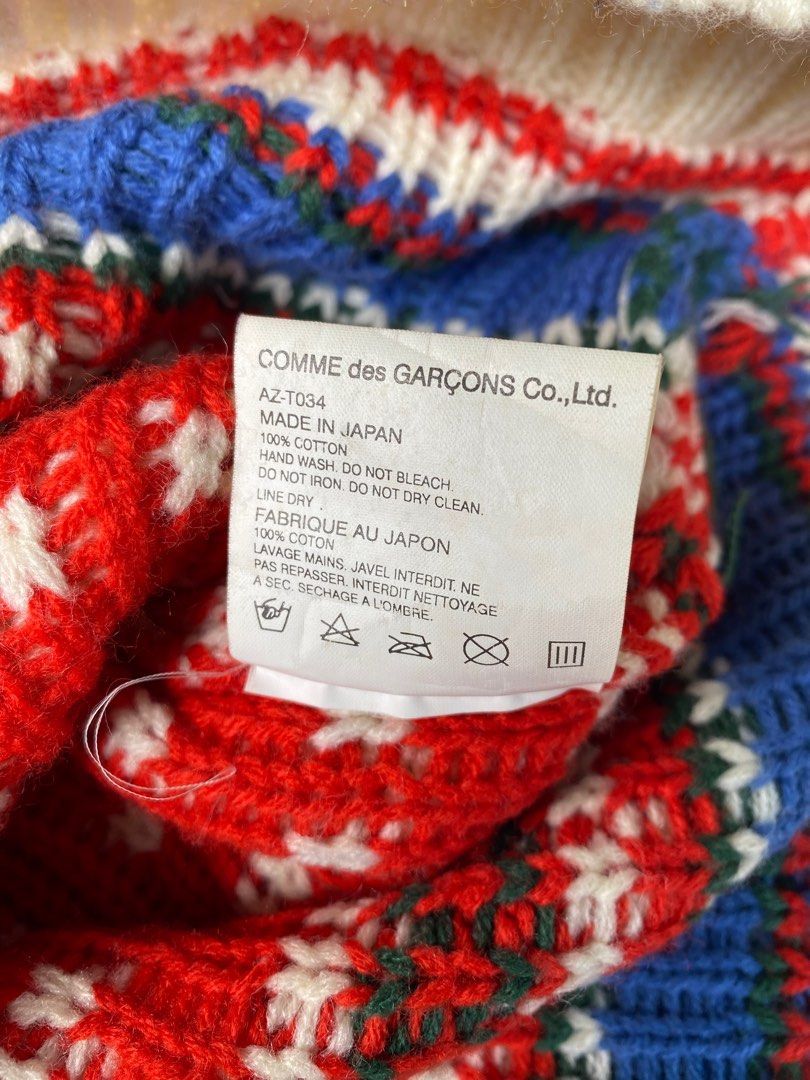 COMME des GARÇONS Co.,Ltd.
AZ-T034
MADE IN JAPAN
100% COTTON
HAND WASH. DO NOT BLEACH.
DO NOT IRON. DO NOT DRY CLEAN.
LINE DRY .
FABRIQUE AU JAPON
100% COTON
LAVAGE MAINS. JAVEL INTERDIT. NE
PAS REPASSER. INTERDIT NETTOYAGE
A SEC. SECHAGE A L'OMBRE.